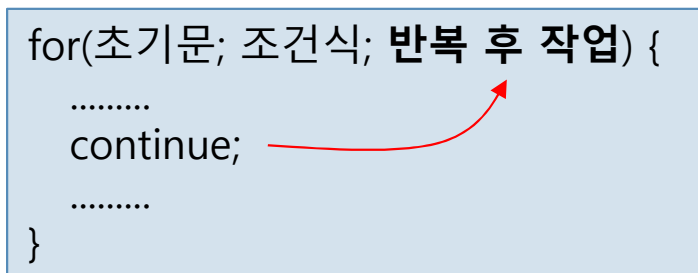 for(초기문; 조건식; 반복 후 작업) {
.........
continue;
.........
}